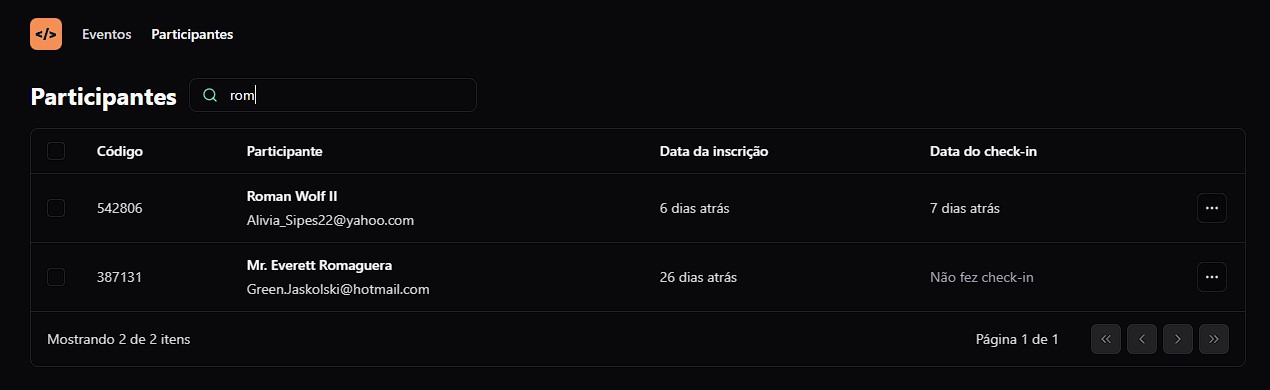 </> Eventos Participantes
Participantes rom
Código Participante Data da inscrição Data do check-in
Roman Wolf II
542806 6 dias atrás 7 dias atrás
Alivia_Sipes22@yahoo.com
Mr. Everett Romaguera
387131 26 dias atrás Não fez check-in
Green.Jaskolski@hotmail.com
Mostrando 2 de 2 itens Página 1 de 1